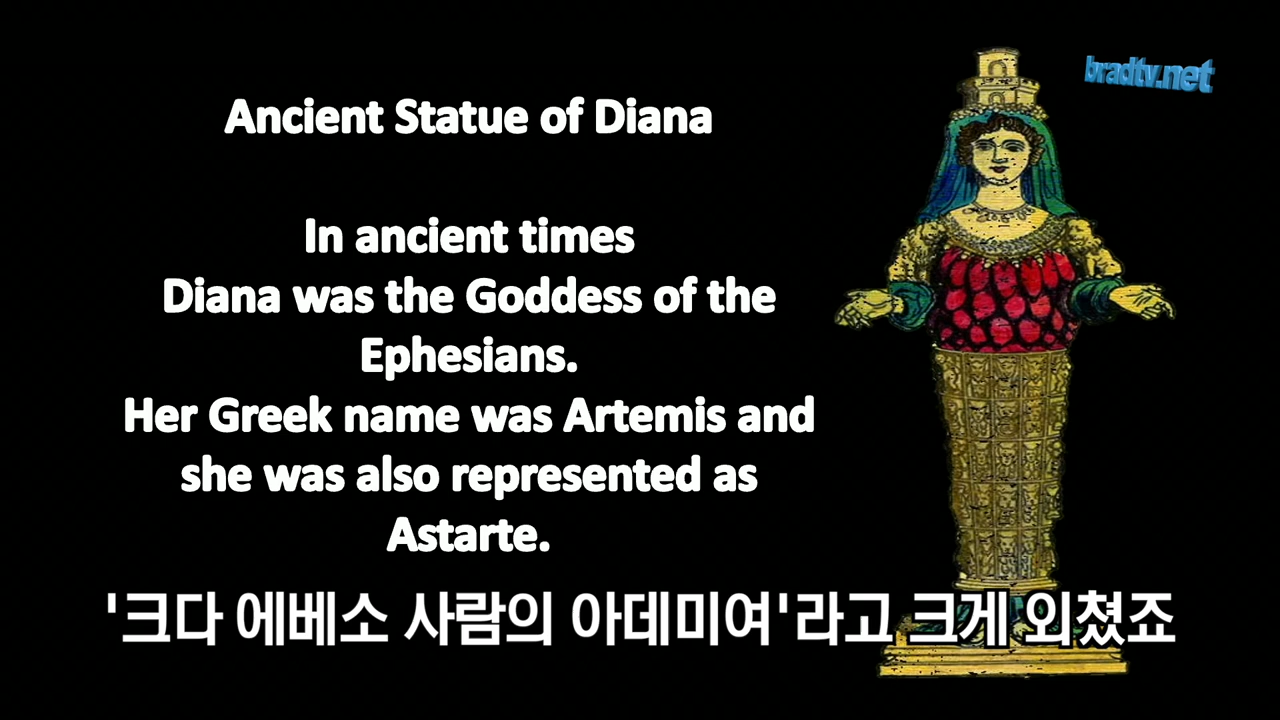 bradtv.net
Ancient Statue of Diana
In ancient times
Diana was the Goddess of the
Ephesians.
Her Greek name was Artemis and
she was also represented as
Astarte.
'크다 에베소 사람의 아데미여'라고 크게 외쳤죠